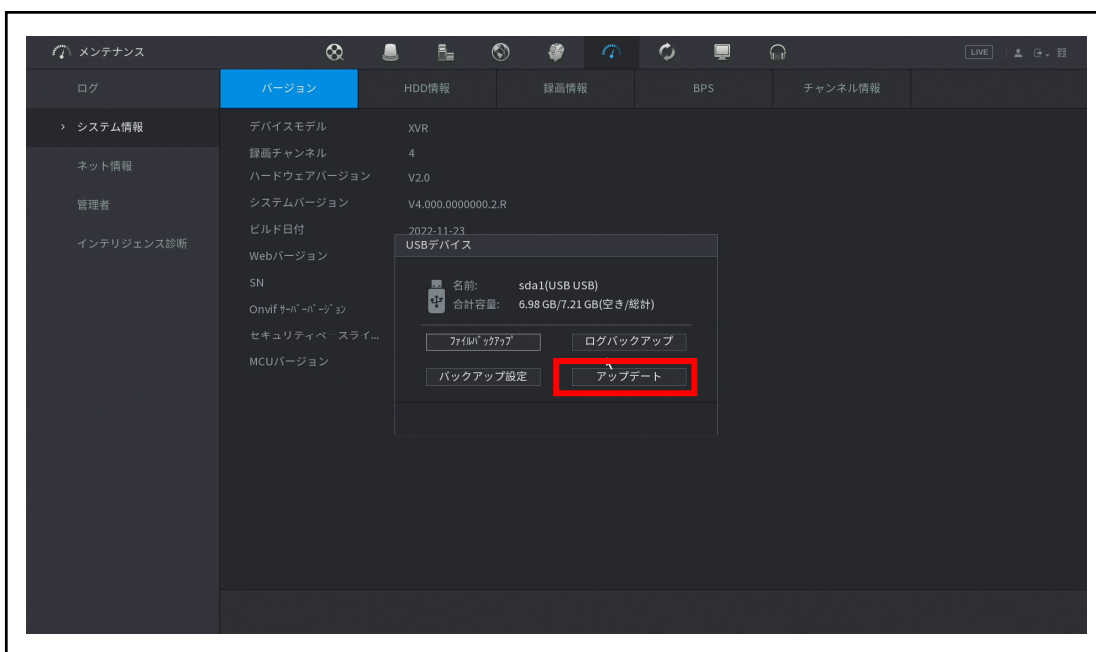 メンテナンス
LIVE
ログ
バージョン
HDD情報
録画情報
BPS
チャンネル情報
システム情報
ネット情報
管理者
インテリジェンス診断
デバイスモデル XVR
録画チャンネル 4
ハードウェアバージョン V2.0
システムバージョン V4.000.0000000.2.R
ビルド日付 2022-11-23
Webバージョン
SN
Onvif ｻｰﾊﾞｰﾊﾞｰｼﾞｮﾝ
セキュリティベースライ...
MCUバージョン
USBデバイス
名前: sda1(USB USB)
合計容量: 6.98 GB/7.21 GB(空き/総計)
ﾌｧｲﾙﾊﾞｯｸｱｯﾌﾟ
ログバックアップ
バックアップ設定
アップデート